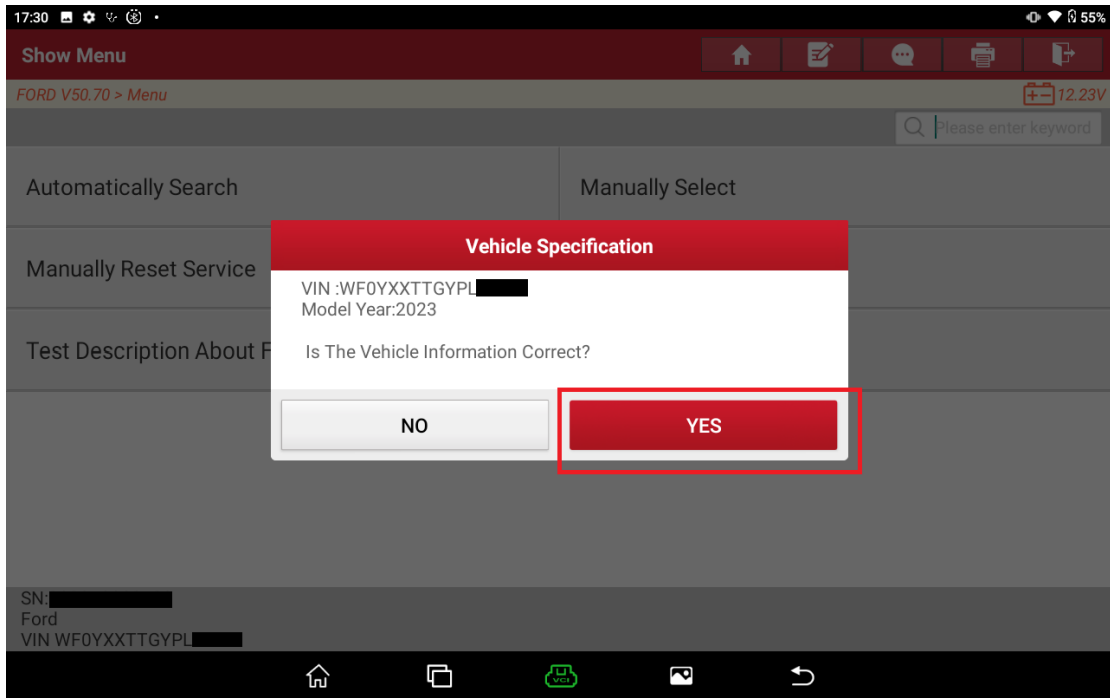 17:30
55%
Show Menu
FORD V50.70 > Menu
12.23V
Please enter keyword
Automatically Search
Manually Select
Vehicle Specification
Manually Reset Service
VIN :WF0YXXTTGYPL
Model Year:2023
Is The Vehicle Information Correct?
Test Description About F
NO
YES
SN:
Ford
VIN WF0YXXTTGYPL
VCI